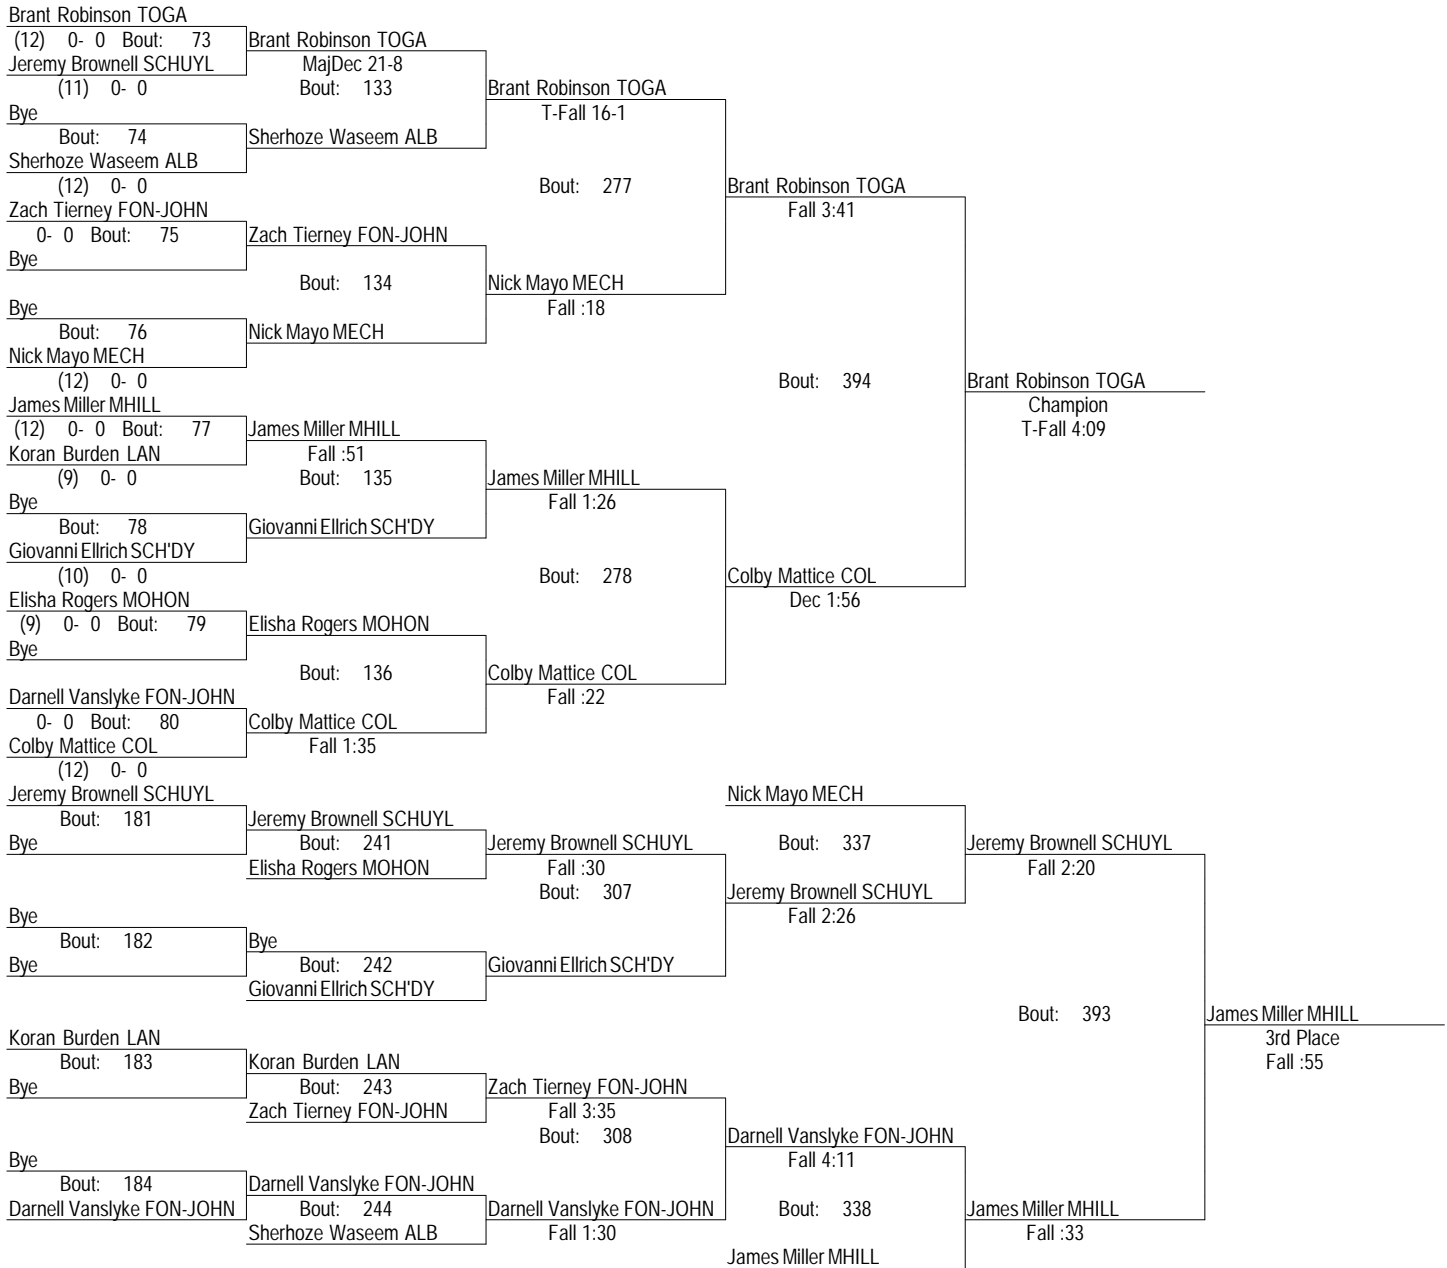 Brant Robinson TOGA
(12) 0- 0 Bout: 73 Brant Robinson TOGA
Jeremy Brownell SCHUYL MajDec 21-8
(11) 0- 0 Bout: 133 Brant Robinson TOGA
Bye T-Fall 16-1
Bout: 74 Sherhoze Waseem ALB
Sherhoze Waseem ALB
(12) 0- 0 Bout: 277 Brant Robinson TOGA
Zach Tierney FON-JOHN Fall 3:41
0- 0 Bout: 75 Zach Tierney FON-JOHN
Bye
Bout: 134 Nick Mayo MECH
Bye Fall :18
Bout: 76 Nick Mayo MECH
Nick Mayo MECH
(12) 0- 0 Bout: 394 Brant Robinson TOGA
James Miller MHILL Champion
(12) 0- 0 Bout: 77 James Miller MHILL T-Fall 4:09
Koran Burden LAN Fall :51
(9) 0- 0 Bout: 135 James Miller MHILL
Bye Fall 1:26
Bout: 78 Giovanni Ellrich SCH'DY
Giovanni Ellrich SCH'DY
(10) 0- 0 Bout: 278 Colby Mattice COL
Elisha Rogers MOHON Dec 1:56
(9) 0- 0 Bout: 79 Elisha Rogers MOHON
Bye
Bout: 136 Colby Mattice COL
Darnell Vanslyke FON-JOHN Fall :22
0- 0 Bout: 80 Colby Mattice COL
Colby Mattice COL Fall 1:35
(12) 0- 0
Jeremy Brownell SCHUYL Nick Mayo MECH
Bout: 181 Jeremy Brownell SCHUYL
Bye Bout: 241 Jeremy Brownell SCHUYL Bout: 337 Jeremy Brownell SCHUYL
Elisha Rogers MOHON Fall :30 Fall 2:20
Bout: 307 Jeremy Brownell SCHUYL
Bye Fall 2:26
Bout: 182 Bye
Bye Bout: 242 Giovanni Ellrich SCH'DY
Giovanni Ellrich SCH'DY
Bout: 393 James Miller MHILL
Koran Burden LAN 3rd Place
Bout: 183 Koran Burden LAN Fall :55
Bye Bout: 243 Zach Tierney FON-JOHN
Zach Tierney FON-JOHN Fall 3:35
Bout: 308 Darnell Vanslyke FON-JOHN
Bye Fall 4:11
Bout: 184 Darnell Vanslyke FON-JOHN
Darnell Vanslyke FON-JOHN Bout: 244 Darnell Vanslyke FON-JOHN Bout: 338 James Miller MHILL
Sherhoze Waseem ALB Fall 1:30 Fall :33
James Miller MHILL